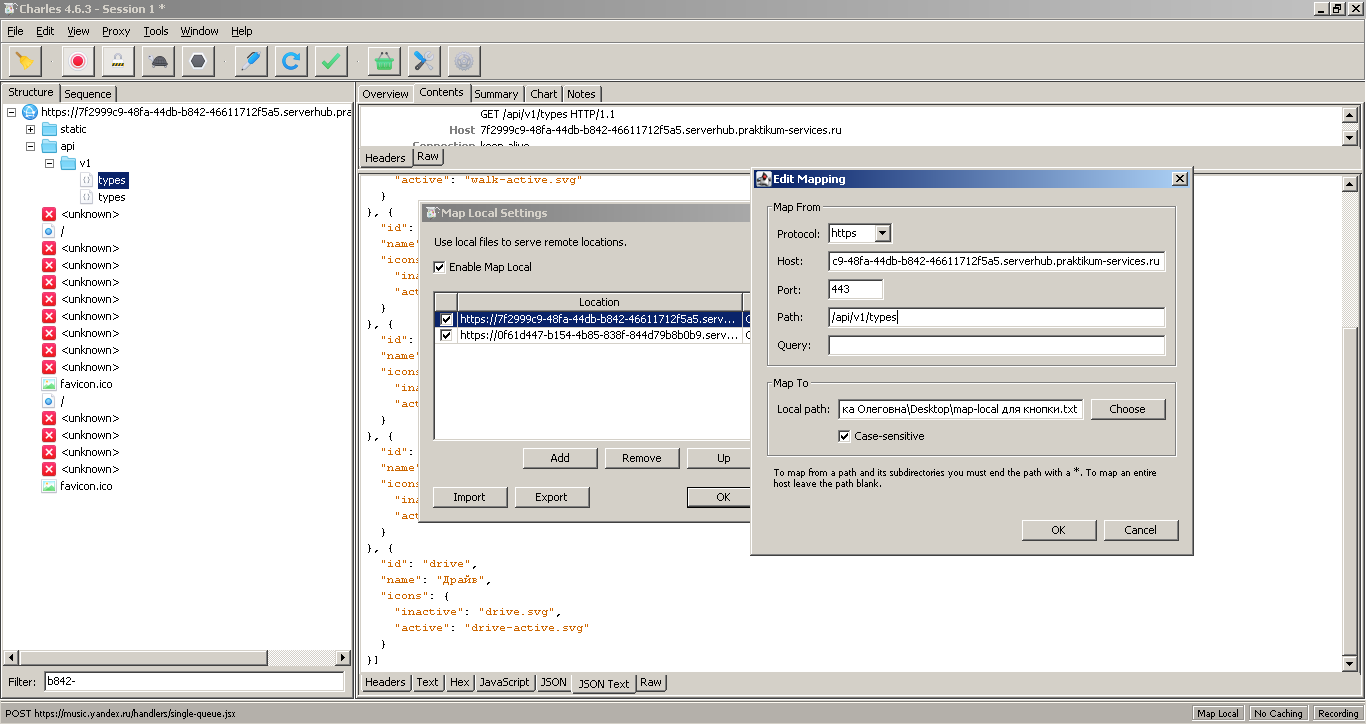 Charles 4.6.3 - Session 1 *
File Edit View Proxy Tools Window Help
Structure Sequence
https://7f2999c9-48fa-44db-b842-46611712f5a5.serverhub.pra
static
api
v1
types
types
<unknown>
/
<unknown>
<unknown>
<unknown>
<unknown>
<unknown>
<unknown>
<unknown>
<unknown>
favicon.ico
/
<unknown>
<unknown>
<unknown>
<unknown>
favicon.ico
Filter: b842-
Overview Contents Summary Chart Notes
GET /api/v1/types HTTP/1.1
Host 7f2999c9-48fa-44db-b842-46611712f5a5.serverhub.praktikum-services.ru
Connection keep-alive
Headers Raw
"active": "walk-active.svg"
}
}, {
"id":
"name"
"icons
"ina
"act
}
}, {
"id":
"name"
"icons
"ina
"act
}
}, {
"id":
"name"
"icons
"ina
"act
}
}, {
"id": "drive",
"name": "Драйв",
"icons": {
"inactive": "drive.svg",
"active": "drive-active.svg"
}
}]
Headers Text Hex JavaScript JSON JSON Text Raw
Map Local Settings
Use local files to serve remote locations.
Enable Map Local
Location
https://7f2999c9-48fa-44db-b842-46611712f5a5.serv...
https://0f61d447-b154-4b85-838f-844d79b8b0b9.serv...
Add Remove Up
Import Export OK
Edit Mapping
Map From
Protocol: https
Host: c9-48fa-44db-b842-46611712f5a5.serverhub.praktikum-services.ru
Port: 443
Path: /api/v1/types
Query:
Map To
Local path: ка Олеговна\Desktop\map-local для кнопки.txt Choose
Case-sensitive
To map from a path and its subdirectories you must end the path with a *. To map an entire
host leave the path blank.
OK Cancel
POST https://music.yandex.ru/handlers/single-queue.jsx Map Local No Caching Recording